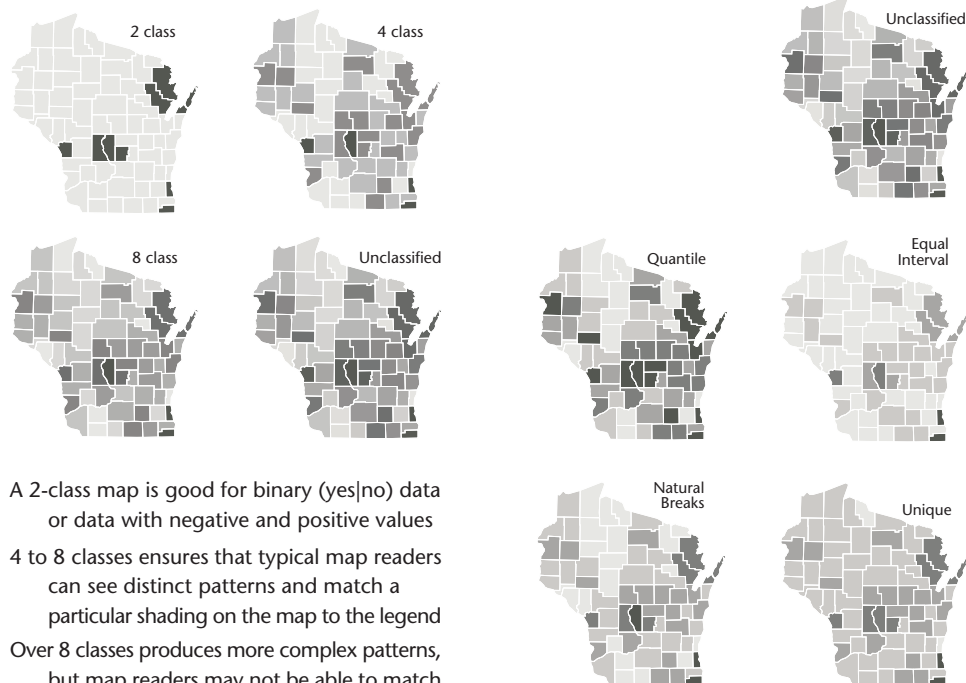 2 class
4 class
Unclassified
8 class
Unclassified
Quantile
Equal
Interval
A 2-class map is good for binary (yes|no) data
or data with negative and positive values
4 to 8 classes ensures that typical map readers
can see distinct patterns and match a
particular shading on the map to the legend
Over 8 classes produces more complex patterns,
but map readers may not be able to match
Natural
Breaks
Unique